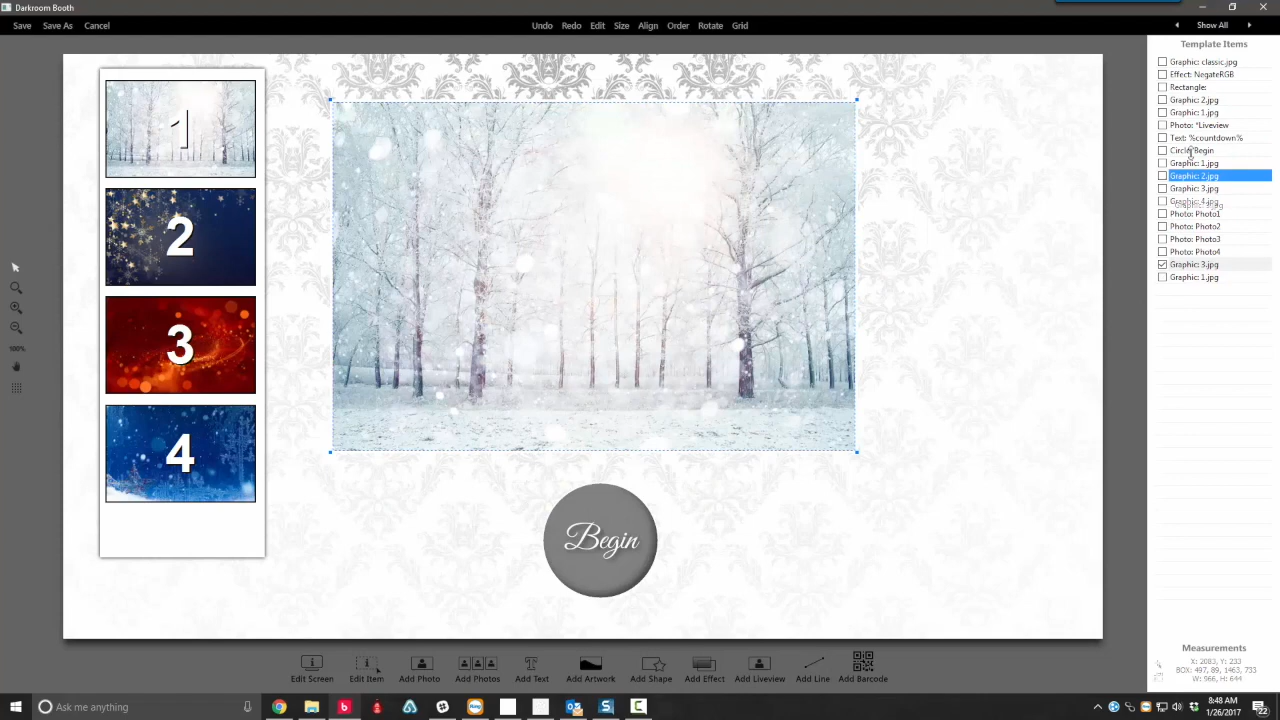 Darkroom Booth
Save Save As Cancel Undo Redo Edit Size Align Order Rotate Grid Show All
Template Items
Graphic: classic.jpg
Effect: NegateRGB
Rectangle:
Graphic: 2.jpg
Graphic: 1.jpg
Photo: *Liveview
Text: %countdown%
Circle: Begin
Graphic: 1.jpg
Graphic: 2.jpg
Graphic: 3.jpg
Graphic: 4.jpg
Photo: Photo1
Photo: Photo2
Photo: Photo3
Photo: Photo4
Graphic: 3.jpg
Graphic: 1.jpg
1
2
3
4
100%
Begin
Measurements
X: 2083, Y: 233
BOX: 497, 89, 1463, 733
W: 966, H: 644
Edit Screen Edit Item Add Photo Add Photos Add Text Add Artwork Add Shape Add Effect Add Liveview Add Line Add Barcode
Ask me anything
8:48 AM
1/26/2017
22